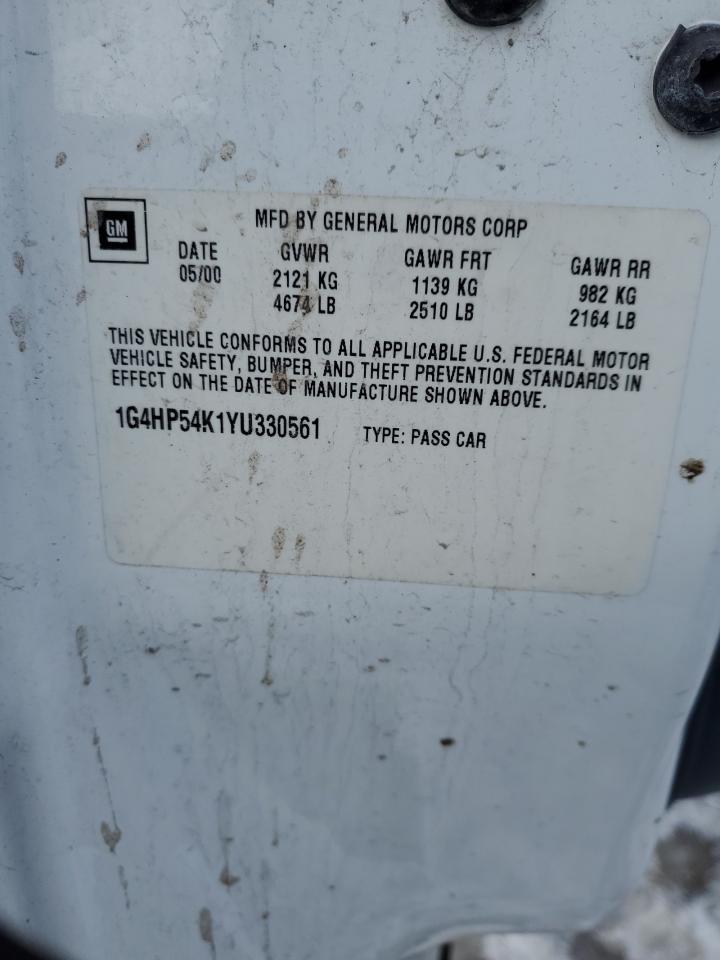 GM
MFD BY GENERAL MOTORS CORP
DATE GVWR GAWR FRT GAWR RR
05/00 2121 KG 1139 KG 982 KG
4674 LB 2510 LB 2164 LB
THIS VEHICLE CONFORMS TO ALL APPLICABLE U.S. FEDERAL MOTOR
VEHICLE SAFETY, BUMPER, AND THEFT PREVENTION STANDARDS IN
EFFECT ON THE DATE OF MANUFACTURE SHOWN ABOVE.
1G4HP54K1YU330561 TYPE: PASS CAR